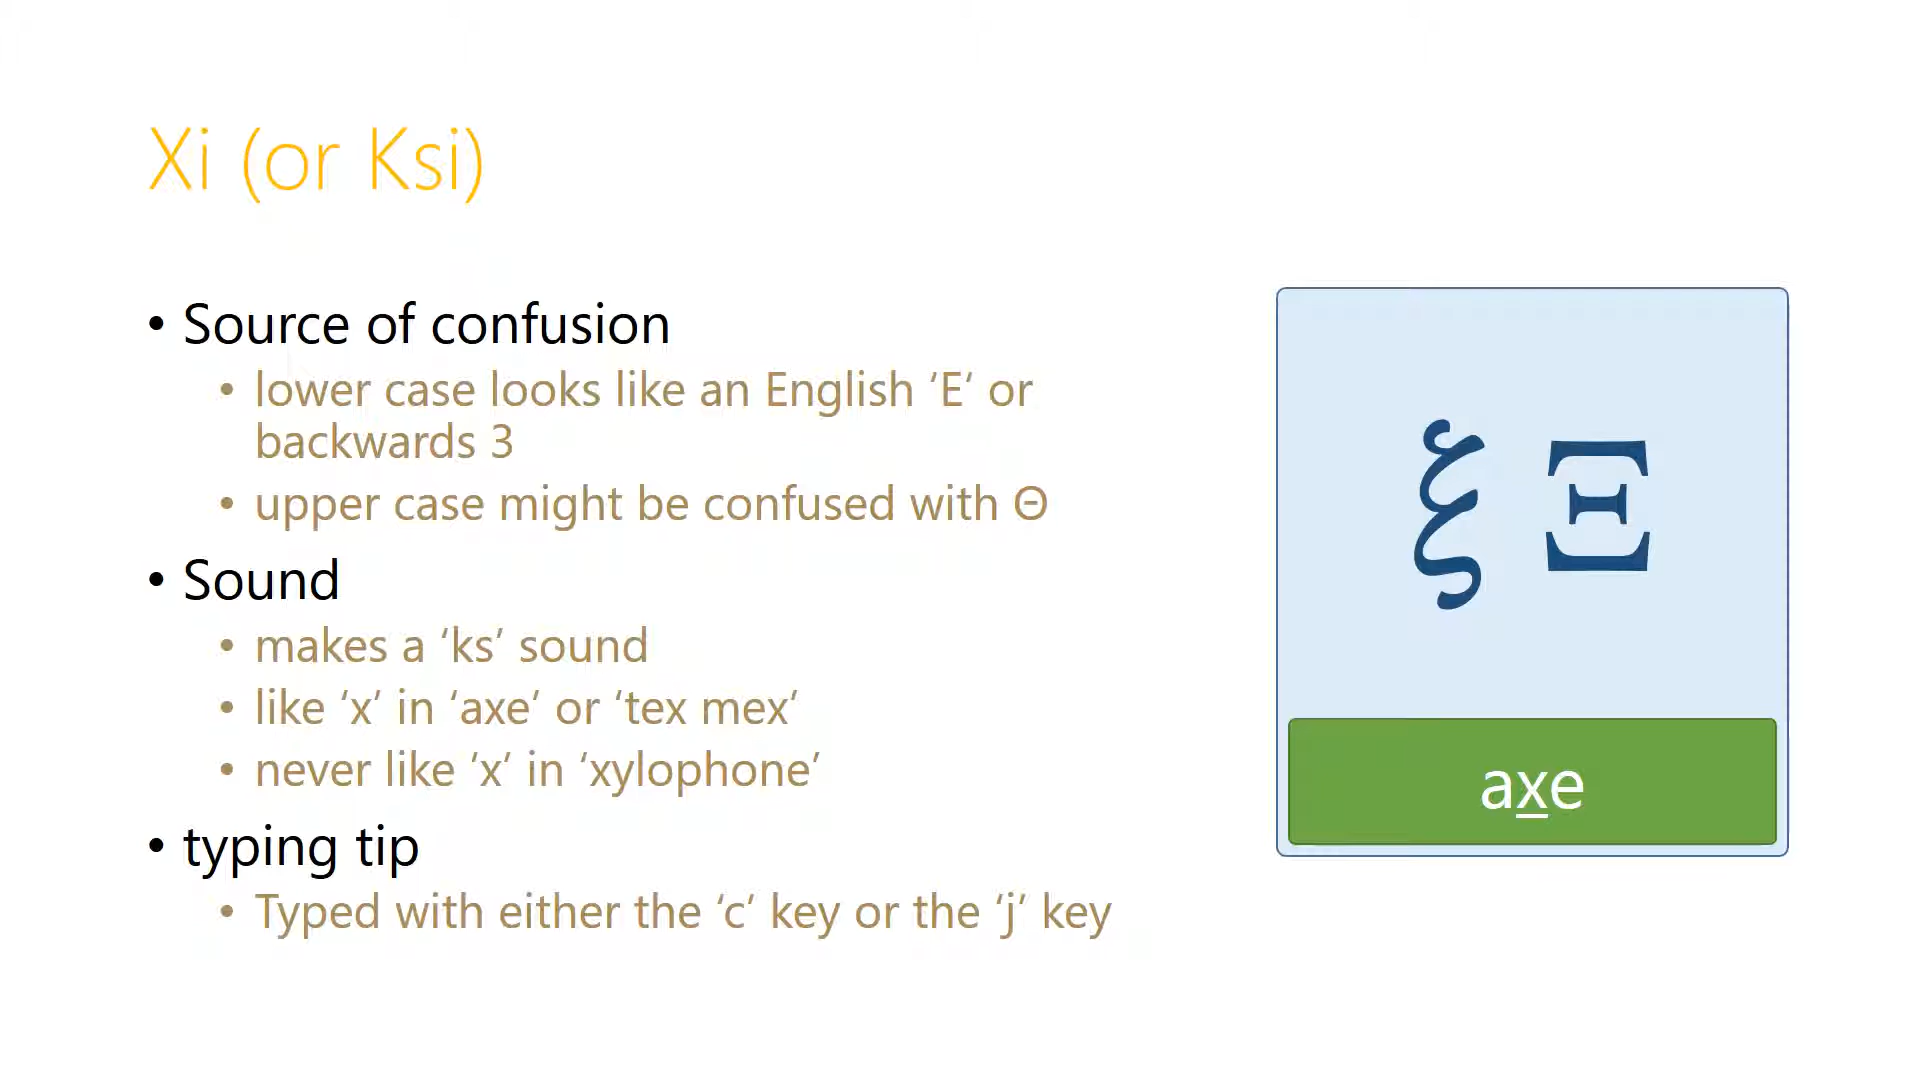 Xi (or Ksi)
• Source of confusion
• lower case looks like an English ‘E’ or
backwards 3
• upper case might be confused with Θ
• Sound
• makes a ‘ks’ sound
• like ‘x’ in ‘axe’ or ‘tex mex’
• never like ‘x’ in ‘xylophone’
• typing tip
• Typed with either the ‘c’ key or the ‘j’ key
ξ Ξ
axe